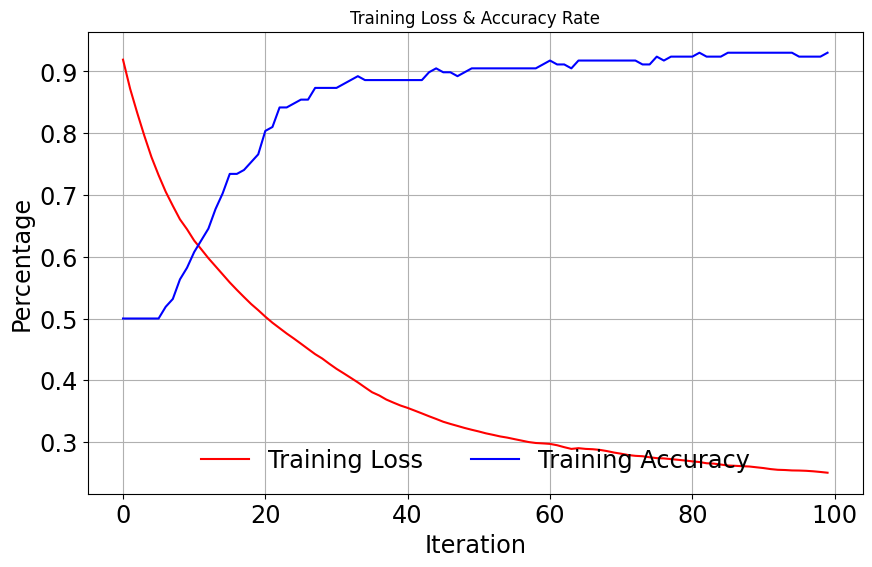 Training Loss & Accuracy Rate
0.9
0.8
0.7
0.6
0.5
0.4
0.3
Percentage
Training Loss
Training Accuracy
0 20 40 60 80 100
Iteration